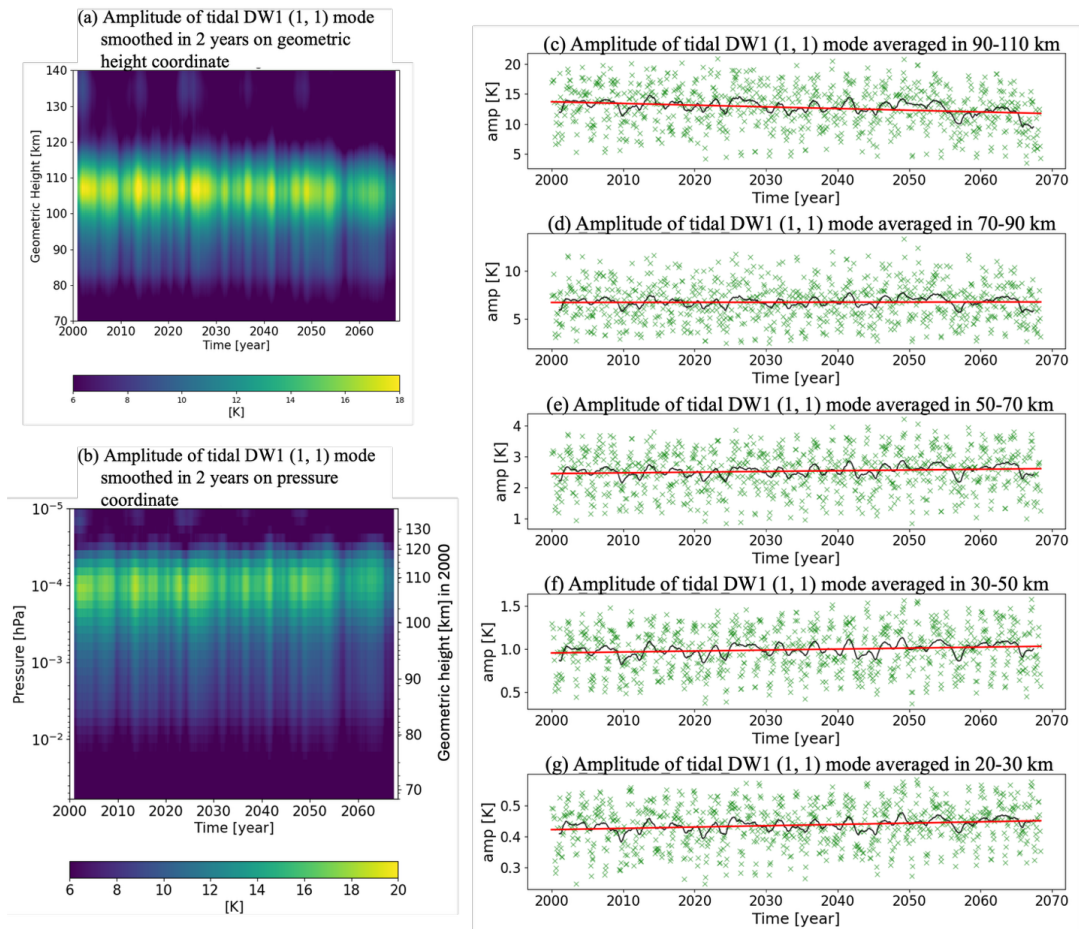 (a) Amplitude of tidal DW1 (1, 1) mode
smoothed in 2 years on geometric
height coordinate
140
130
120
110
100
90
80
70
Geometric Height [km]
2000 2010 2020 2030 2040 2050 2060
Time [year]
6 8 10 12 14 16 18
[K]
(b) Amplitude of tidal DW1 (1, 1) mode
smoothed in 2 years on pressure
coordinate
10⁻⁵
10⁻⁴
10⁻³
10⁻²
Pressure [hPa]
130
120
110
100
90
80
70
Geometric height [km] in 2000
2000 2010 2020 2030 2040 2050 2060
Time [year]
6 8 10 12 14 16 18 20
[K]
(c) Amplitude of tidal DW1 (1, 1) mode averaged in 90-110 km
20
15
10
5
amp [K]
2000 2010 2020 2030 2040 2050 2060 2070
Time [year]
(d) Amplitude of tidal DW1 (1, 1) mode averaged in 70-90 km
10
5
amp [K]
2000 2010 2020 2030 2040 2050 2060 2070
Time [year]
(e) Amplitude of tidal DW1 (1, 1) mode averaged in 50-70 km
4
3
2
1
amp [K]
2000 2010 2020 2030 2040 2050 2060 2070
Time [year]
(f) Amplitude of tidal DW1 (1, 1) mode averaged in 30-50 km
1.5
1.0
0.5
amp [K]
2000 2010 2020 2030 2040 2050 2060 2070
Time [year]
(g) Amplitude of tidal DW1 (1, 1) mode averaged in 20-30 km
0.5
0.4
0.3
amp [K]
2000 2010 2020 2030 2040 2050 2060 2070
Time [year]